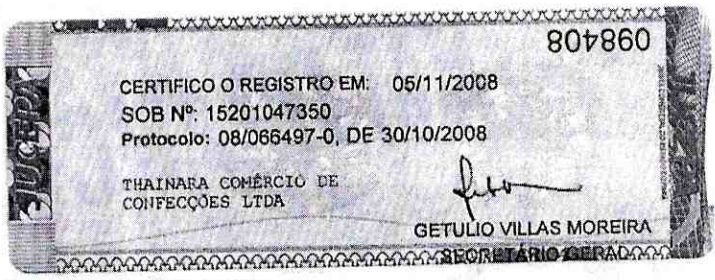 098408
JUCEPA
CERTIFICO O REGISTRO EM: 05/11/2008
SOB Nº: 15201047350
Protocolo: 08/066497-0, DE 30/10/2008
THAINARA COMÉRCIO DE
CONFECÇÕES LTDA
GETULIO VILLAS MOREIRA
SECRETÁRIO GERAL